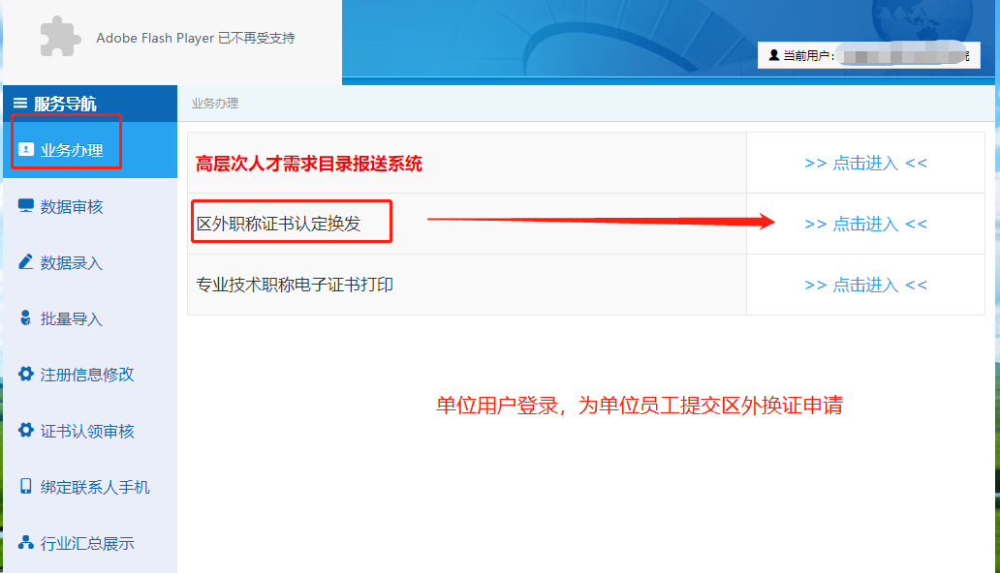 Adobe Flash Player 已不再受支持
当前用户：
服务导航
业务办理
业务办理
高层次人才需求目录报送系统
>> 点击进入 <<
区外职称证书认定换发
>> 点击进入 <<
专业技术职称电子证书打印
>> 点击进入 <<
数据审核
数据录入
批量导入
注册信息修改
证书认领审核
绑定联系人手机
行业汇总展示
单位用户登录，为单位员工提交区外换证申请